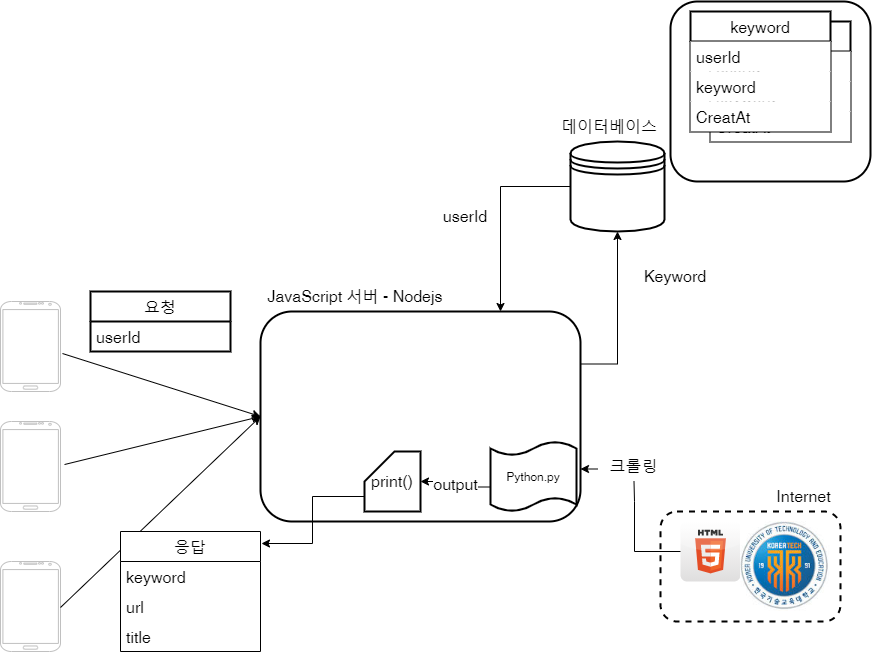 keyword
userId
keyword
CreatAt
데이터베이스
userId
Keyword
JavaScript 서버 - Nodejs
요청
userId
print()
output
Python.py
크롤링
Internet
응답
keyword
url
title
HTML
5
KOREA UNIVERSITY OF TECHNOLOGY AND EDUCATION
KOREATECH
19 91
한국기술교육대학교